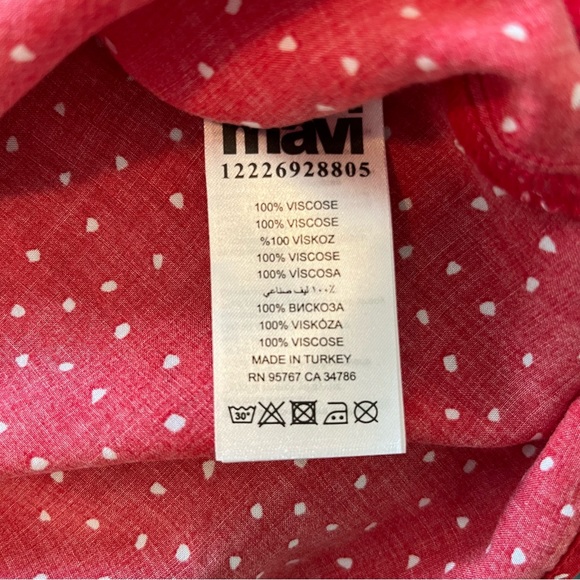 mavi
12226928805
100% VISCOSE
100% VISCOSE
%100 VİSKOZ
100% VISCOSE
100% VISCOSA
١٠٠٪ ليف صناعي
100% ВИСКОЗА
100% VISKÓZA
100% VISCOSE
MADE IN TURKEY
RN 95767 CA 34786
30°